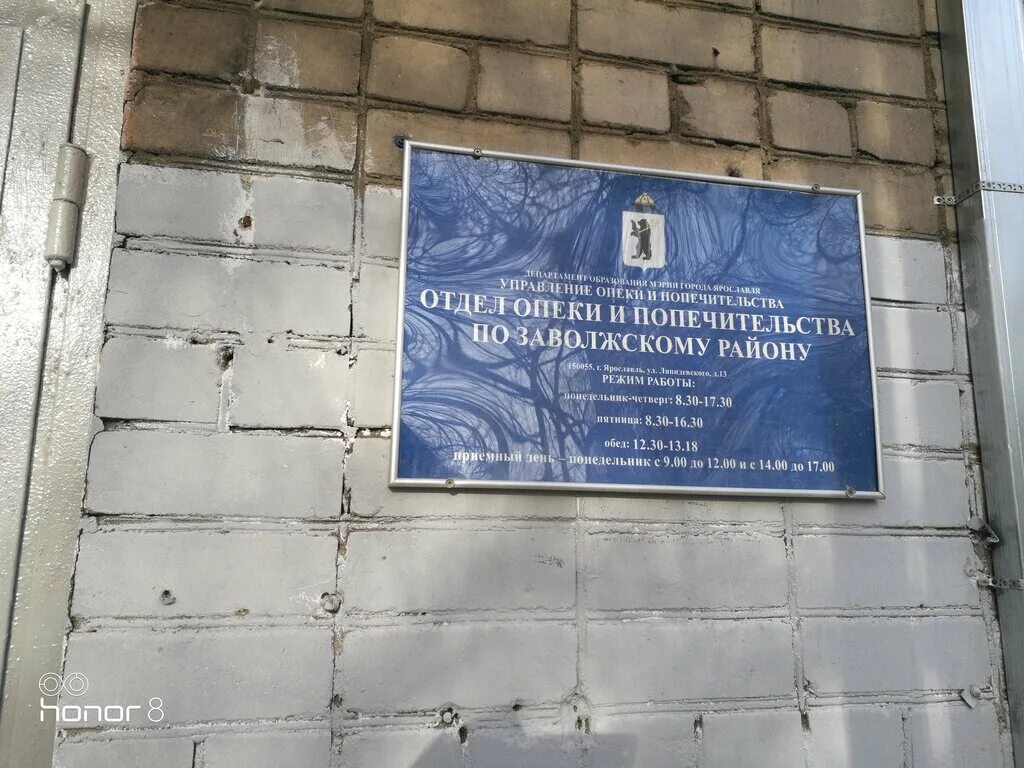 ДЕПАРТАМЕНТ ОБРАЗОВАНИЯ МЭРИИ ГОРОДА ЯРОСЛАВЛЯ
УПРАВЛЕНИЕ ОПЕКИ И ПОПЕЧИТЕЛЬСТВА
ОТДЕЛ ОПЕКИ И ПОПЕЧИТЕЛЬСТВА
ПО ЗАВОЛЖСКОМУ РАЙОНУ
150055, г. Ярославль, ул. Ляпидевского, д.13
РЕЖИМ РАБОТЫ:
понедельник-четверг: 8.30-17.30
пятница: 8.30-16.30
обед: 12.30-13.18
приемный день – понедельник с 9.00 до 12.00 и с 14.00 до 17.00
honor 8